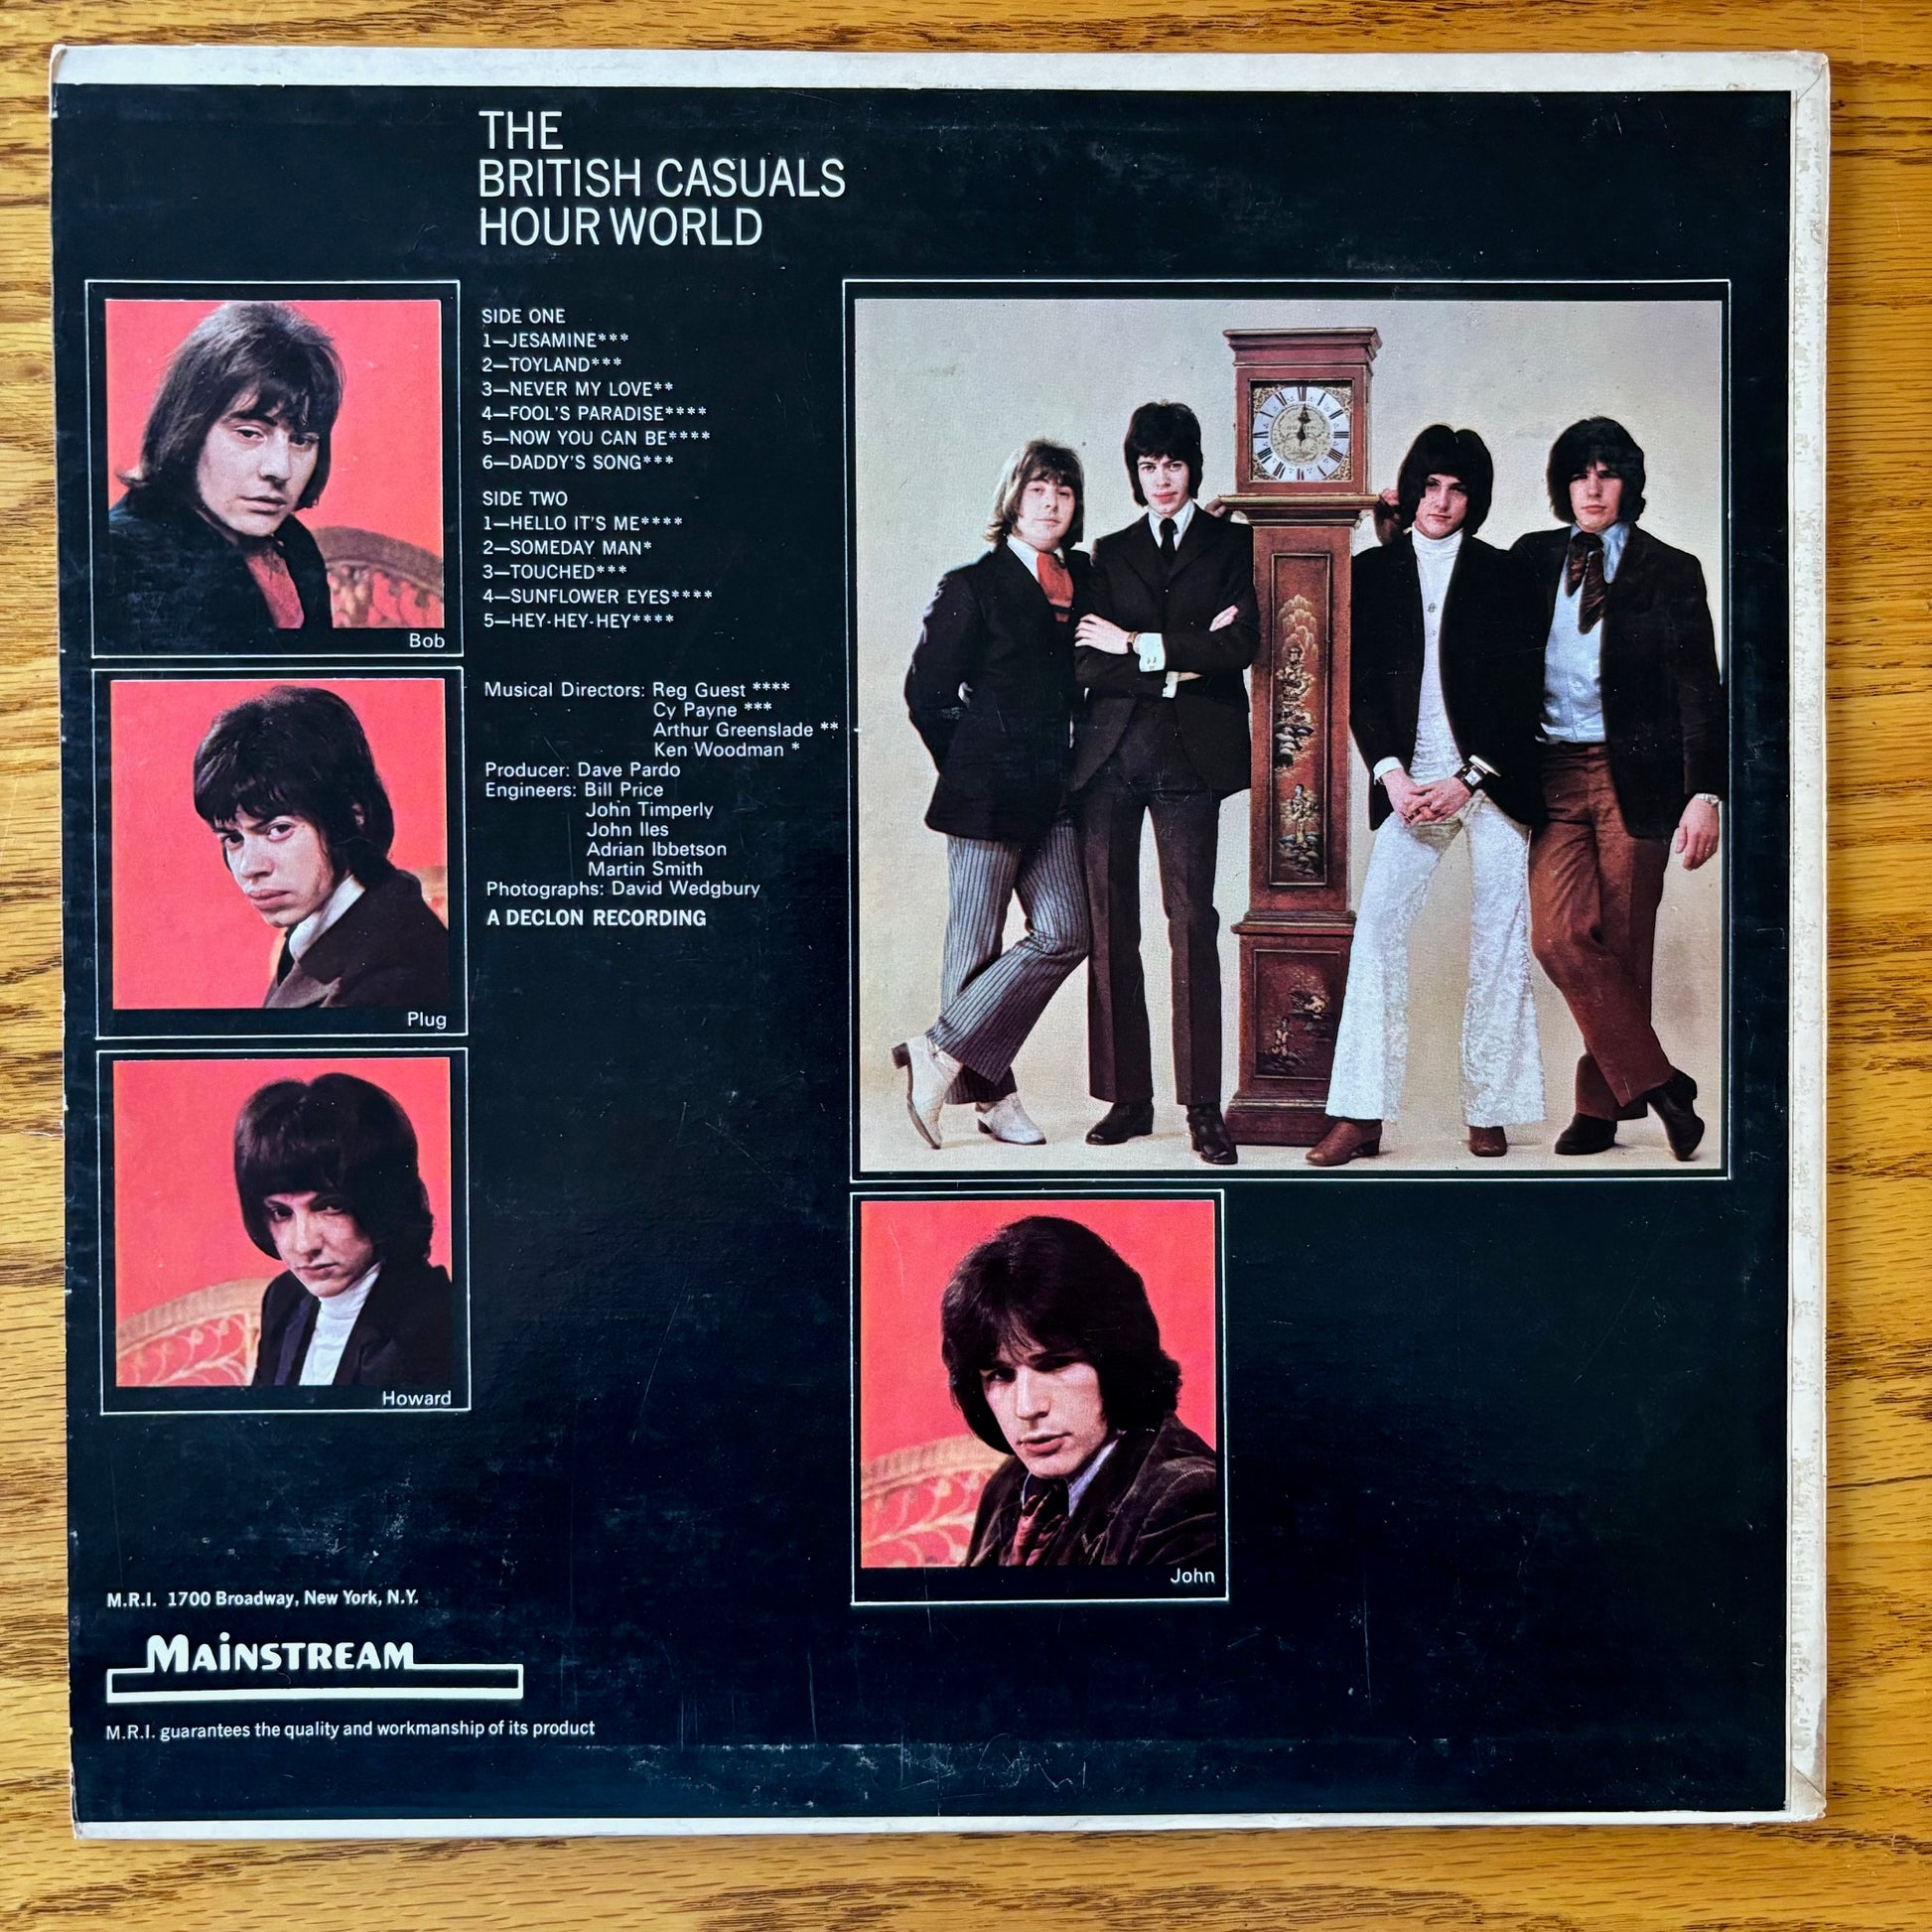 THE
BRITISH CASUALS
HOUR WORLD
SIDE ONE
1—JESAMINE***
2—TOYLAND***
3—NEVER MY LOVE**
4—FOOL'S PARADISE****
5—NOW YOU CAN BE****
6—DADDY'S SONG***
SIDE TWO
1—HELLO IT'S ME****
2—SOMEDAY MAN*
3—TOUCHED***
4—SUNFLOWER EYES****
5—HEY-HEY-HEY****
Musical Directors: Reg Guest ****
Cy Payne ***
Arthur Greenslade **
Ken Woodman *
Producer: Dave Pardo
Engineers: Bill Price
John Timperly
John Iles
Adrian Ibbetson
Martin Smith
Photographs: David Wedgbury
A DECLON RECORDING
Bob
Plug
Howard
John
M.R.I. 1700 Broadway, New York, N.Y.
MAiNSTREAM
M.R.I. guarantees the quality and workmanship of its product